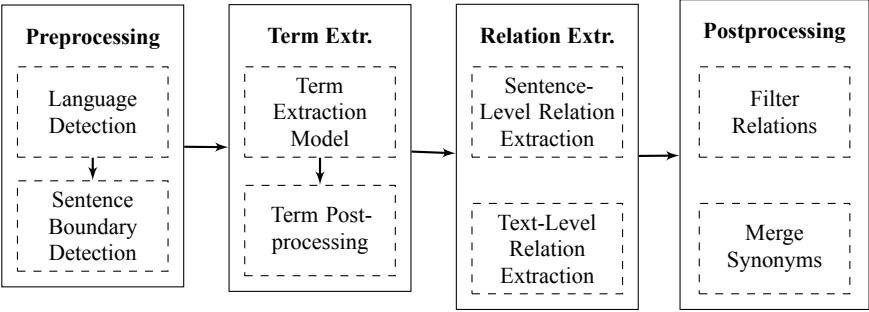 Preprocessing
Language
Detection
Sentence
Boundary
Detection
Term Extr.
Term
Extraction
Model
Term Post-
processing
Relation Extr.
Sentence-
Level Relation
Extraction
Text-Level
Relation
Extraction
Postprocessing
Filter
Relations
Merge
Synonyms